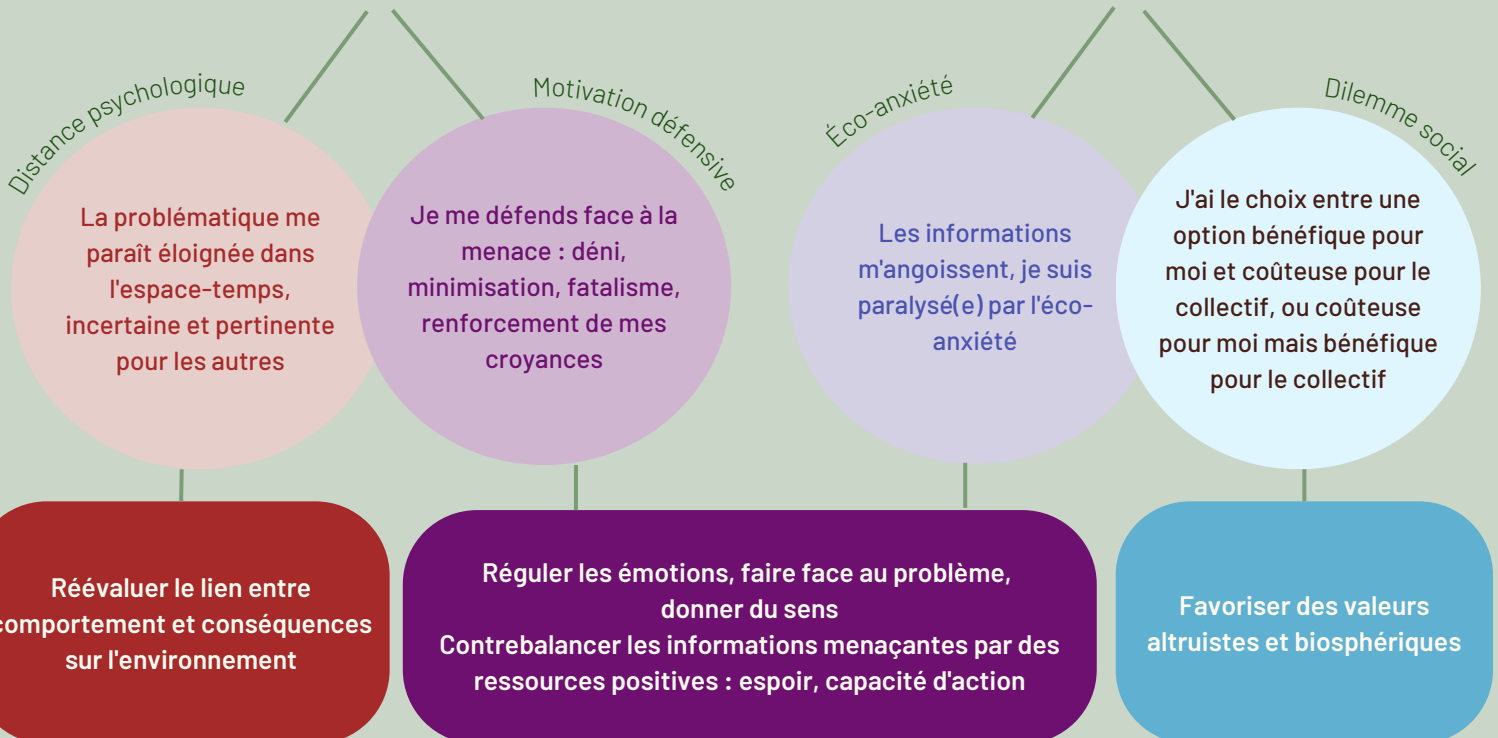 Distance psychologique
La problématique me
paraît éloignée dans
l'espace-temps,
incertaine et pertinente
pour les autres
Motivation défensive
Je me défends face à la
menace : déni,
minimisation, fatalisme,
renforcement de mes
croyances
Éco-anxiété
Les informations
m'angoissent, je suis
paralysé(e) par l'éco-
anxiété
Dilemme social
J'ai le choix entre une
option bénéfique pour
moi et coûteuse pour le
collectif, ou coûteuse
pour moi mais bénéfique
pour le collectif
Réévaluer le lien entre
comportement et conséquences
sur l'environnement
Réguler les émotions, faire face au problème,
donner du sens
Contrebalancer les informations menaçantes par des
ressources positives : espoir, capacité d'action
Favoriser des valeurs
altruistes et biosphériques